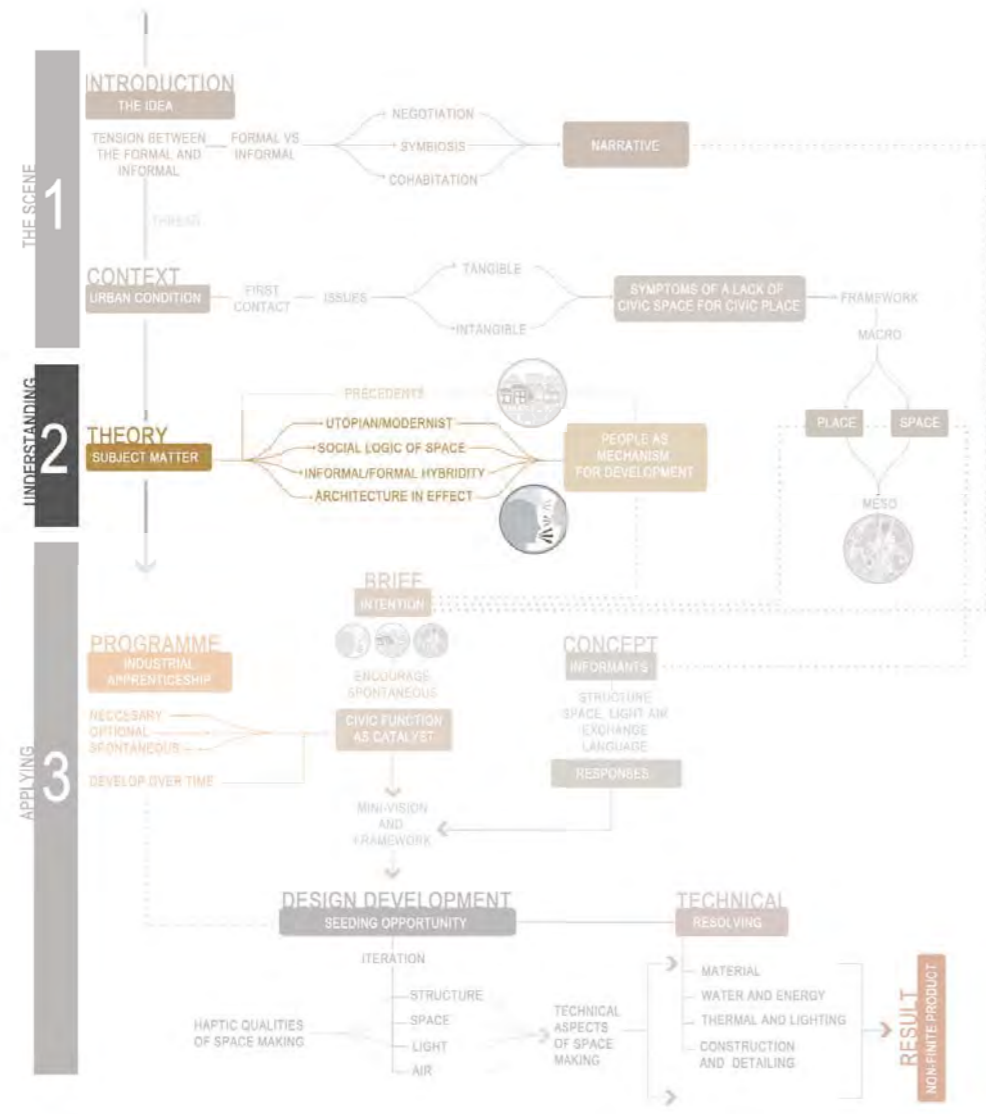 INTRODUCTION
THE IDEA
TENSION BETWEEN
THE FORMAL AND
INFORMAL
FORMAL VS
INFORMAL
NEGOTIATION
SYMBIOSIS
COHABITATION
NARRATIVE
THE SCENE
1
THREAD
CONTEXT
URBAN CONDITION
FIRST
CONTACT
ISSUES
TANGIBLE
INTANGIBLE
SYMPTOMS OF A LACK OF
CIVIC SPACE FOR CIVIC PLACE
FRAMEWORK
MACRO
PLACE
SPACE
MESO
UNDERSTANDING
2
THEORY
SUBJECT MATTER
PRECEDENTS
UTOPIAN/MODERNIST
SOCIAL LOGIC OF SPACE
INFORMAL/FORMAL HYBRIDITY
ARCHITECTURE IN EFFECT
PEOPLE AS
MECHANISM
FOR DEVELOPMENT
APPLYING
3
BRIEF
INTENTION
ENCOURAGE
SPONTANEOUS
PROGRAMME
INDUSTRIAL
APPRENTICESHIP
NECCESARY
OPTIONAL
SPONTANEOUS
DEVELOP OVER TIME
CIVIC FUNCTION
AS CATALYST
CONCEPT
INFORMANTS
STRUCTURE
SPACE, LIGHT AIR
EXCHANGE
LANGUAGE
RESPONSES
MINI-VISION
AND
FRAMEWORK
DESIGN DEVELOPMENT
SEEDING OPPORTUNITY
TECHNICAL
RESOLVING
ITERATION
HAPTIC QUALITIES
OF SPACE MAKING
STRUCTURE
SPACE
LIGHT
AIR
TECHNICAL
ASPECTS
OF SPACE
MAKING
MATERIAL
WATER AND ENERGY
THERMAL AND LIGHTING
CONSTRUCTION
AND DETAILING
RESULT
NON-FINITE PRODUCT